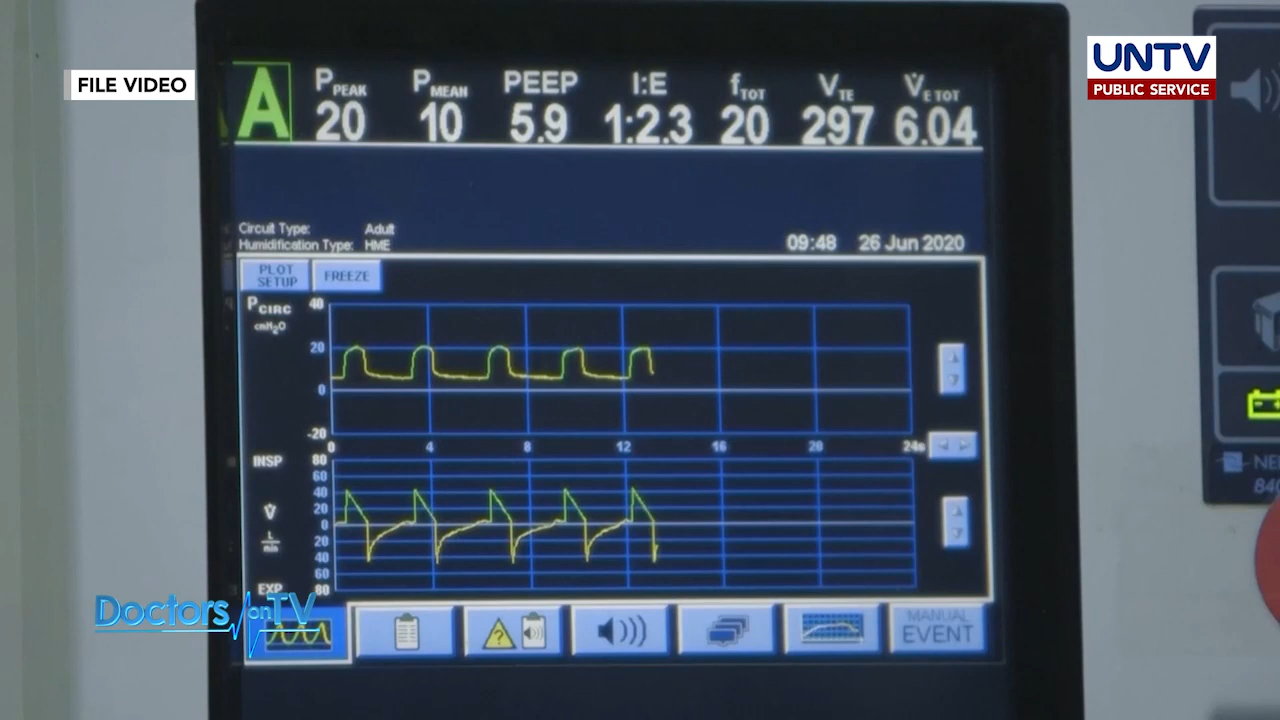 FILE VIDEO
UNTV
PUBLIC SERVICE
A
PPEAK PMEAN PEEP I:E fTOT VTE V̇E TOT
20 10 5.9 1:2.3 20 297 6.04
Circuit Type: Adult
Humidification Type: HME
09:48 26 Jun 2020
PLOT SETUP
FREEZE
PCIRC
cmH2O
40
20
0
-20
0 4 8 12 16 20 24s
INSP
V̇
L
min
EXP
80
60
40
20
0
20
40
60
80
Doctors on TV
?
MANUAL
EVENT
840